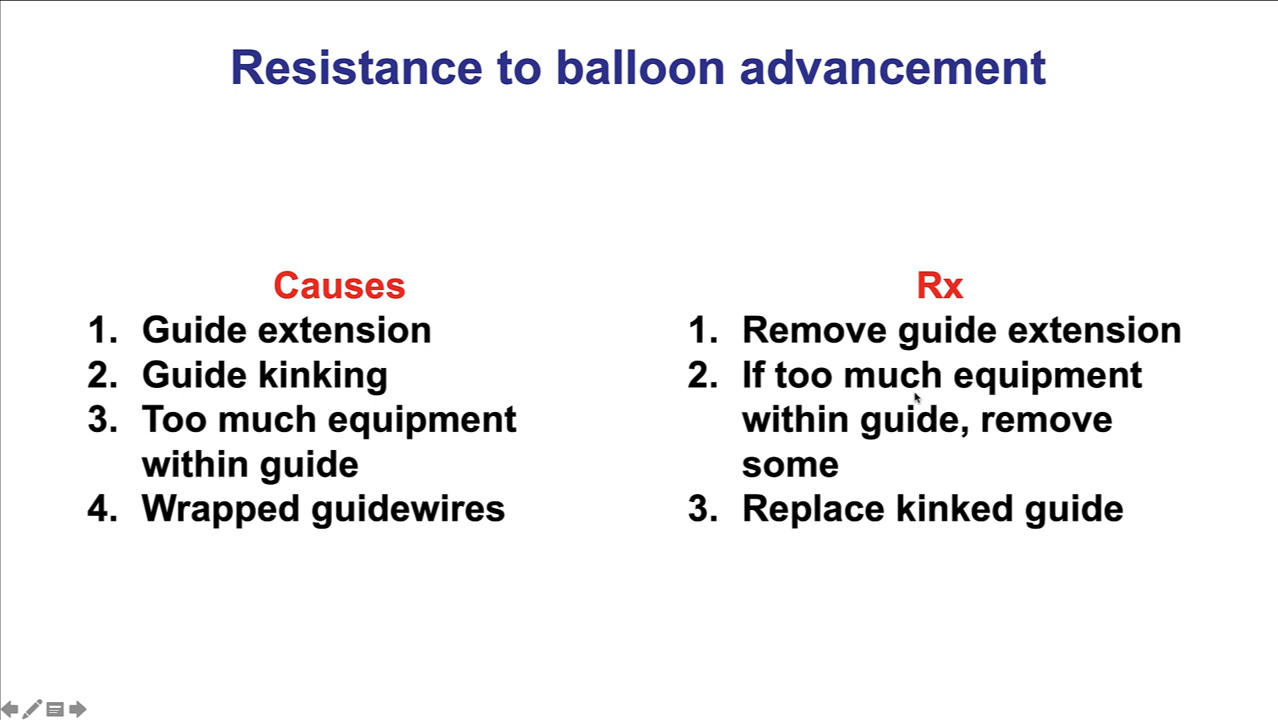 Resistance to balloon advancement
Causes
1. Guide extension
2. Guide kinking
3. Too much equipment
within guide
4. Wrapped guidewires
Rx
1. Remove guide extension
2. If too much equipment
within guide, remove
some
3. Replace kinked guide